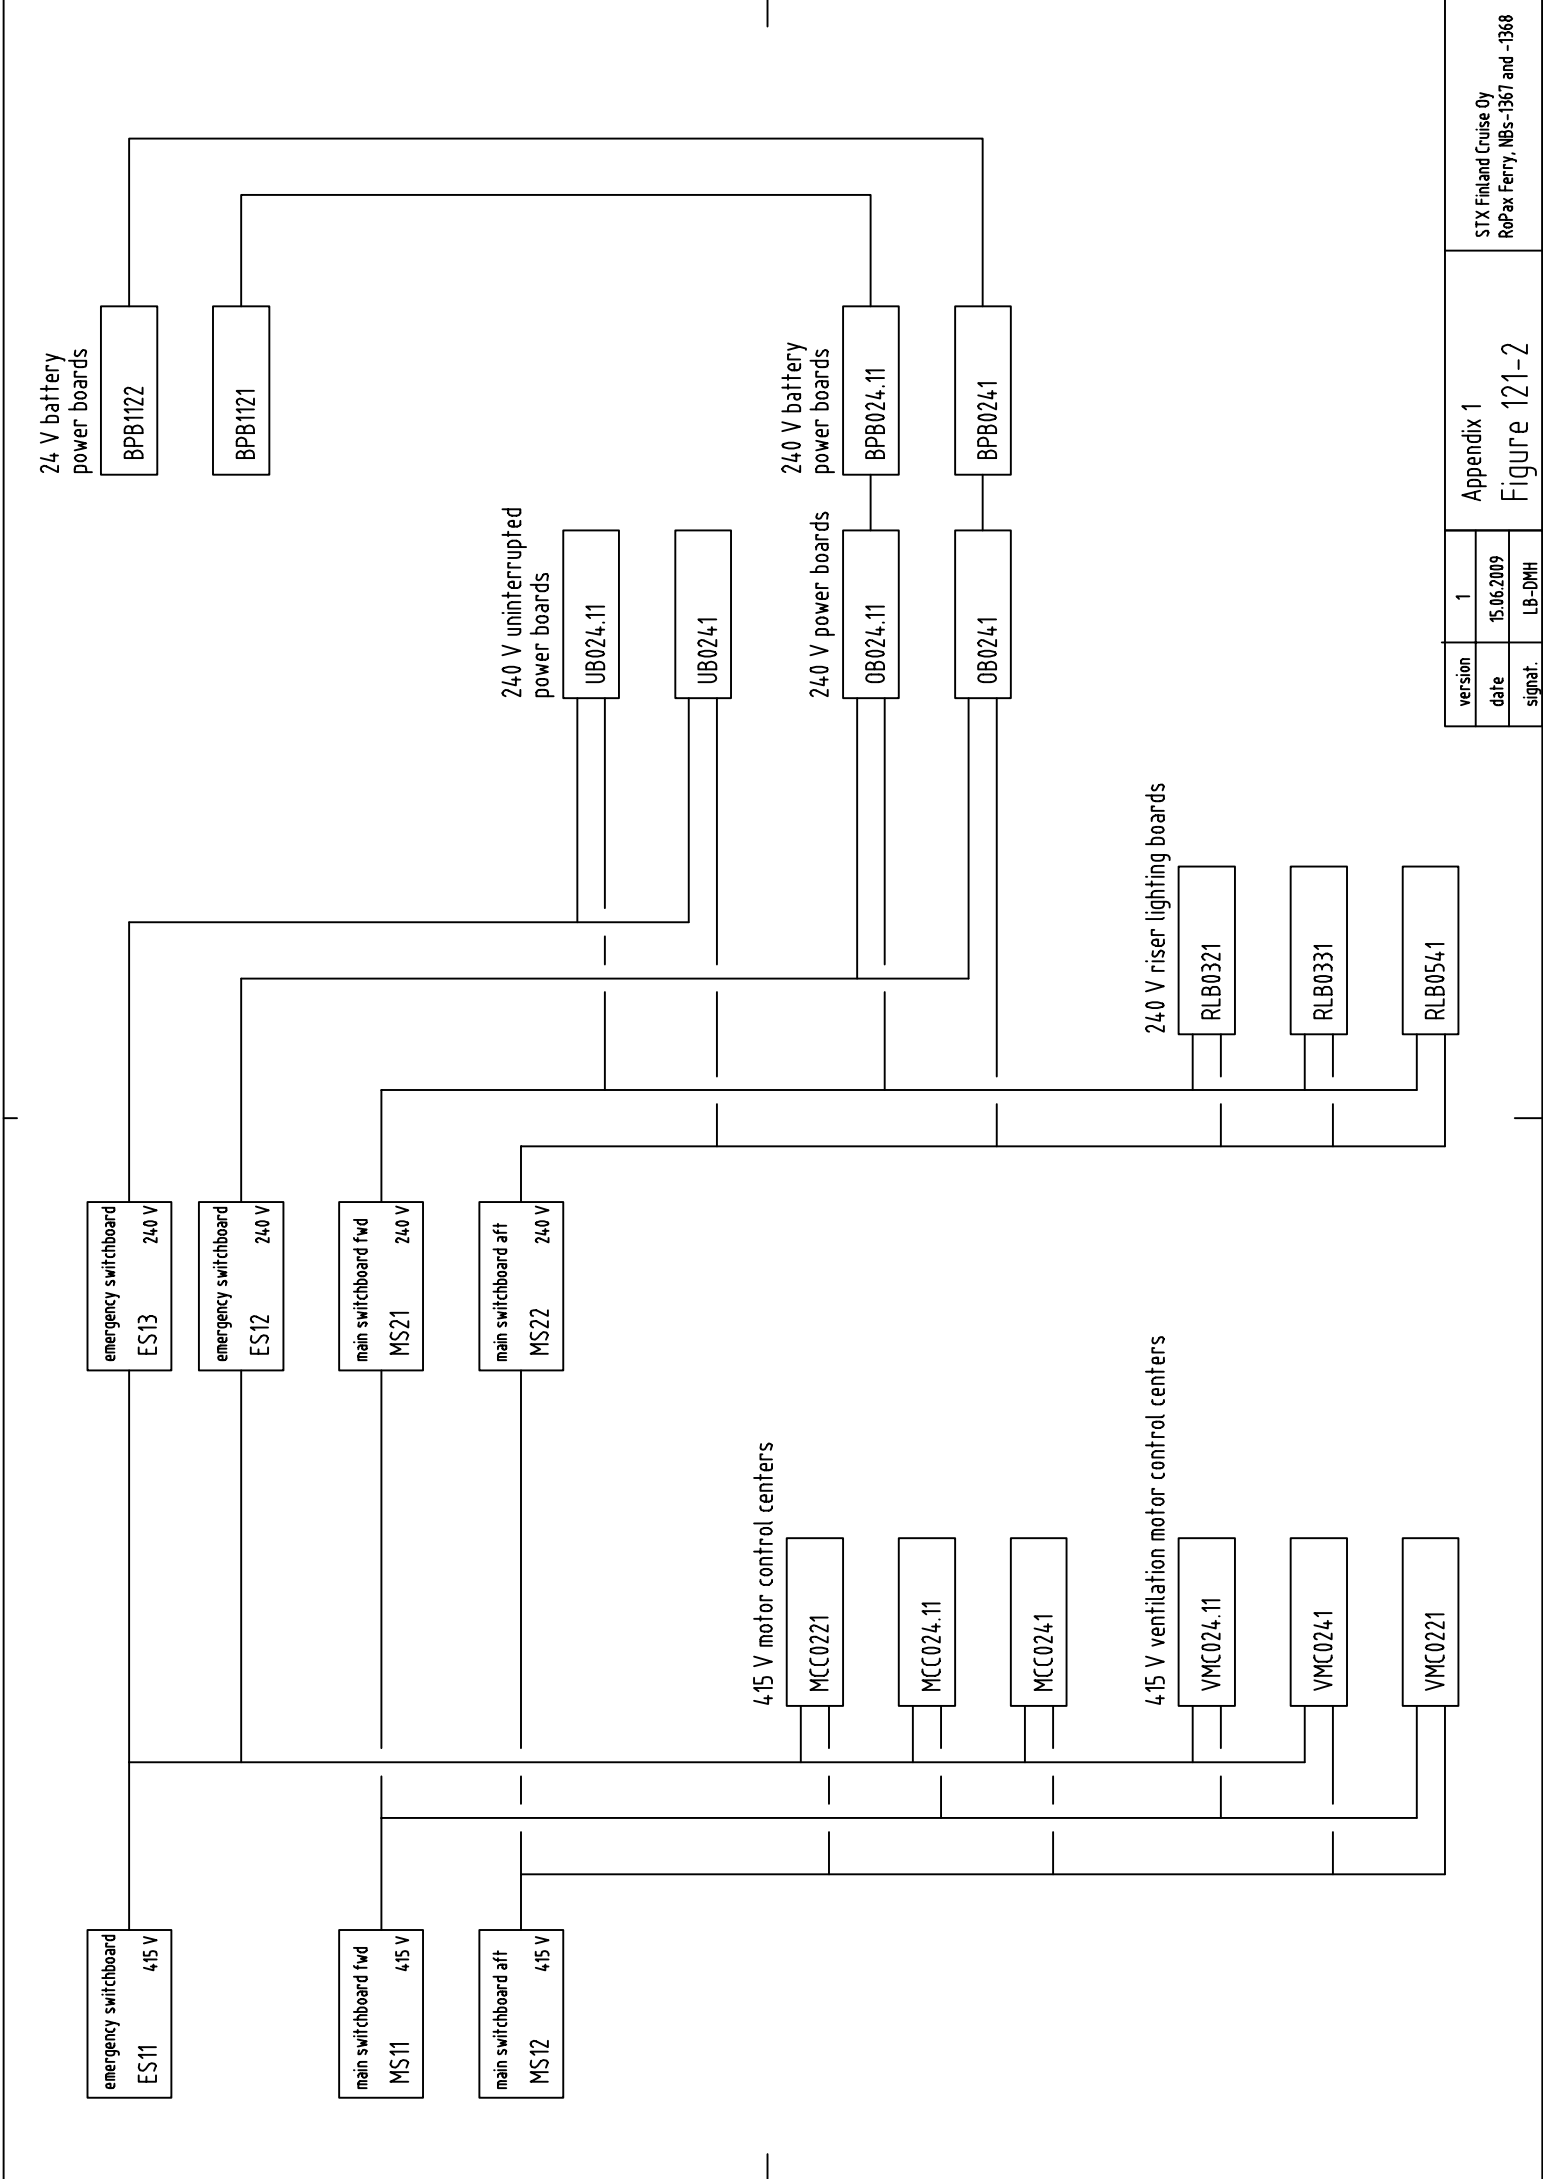 emergency switchboard
ES11 415 V
main switchboard fwd
MS11 415 V
main switchboard aft
MS12 415 V
415 V motor control centers
MCC0221
MCC024.11
MCC0241
415 V ventilation motor control centers
VMC024.11
VMC0241
VMC0221
emergency switchboard
ES13 240 V
emergency switchboard
ES12 240 V
main switchboard fwd
MS21 240 V
main switchboard aft
MS22 240 V
240 V riser lighting boards
RLB0321
RLB0331
RLB0541
240 V uninterrupted
power boards
UB024.11
UB0241
240 V power boards
OB024.11
OB0241
24 V battery
power boards
BPB1122
BPB1121
240 V battery
power boards
BPB024.11
BPB0241
version 1
date 15.06.2009
signat. LB-DMH
Appendix 1
Figure 121-2
STX Finland Cruise Oy
RoPax Ferry, NBs-1367 and -1368